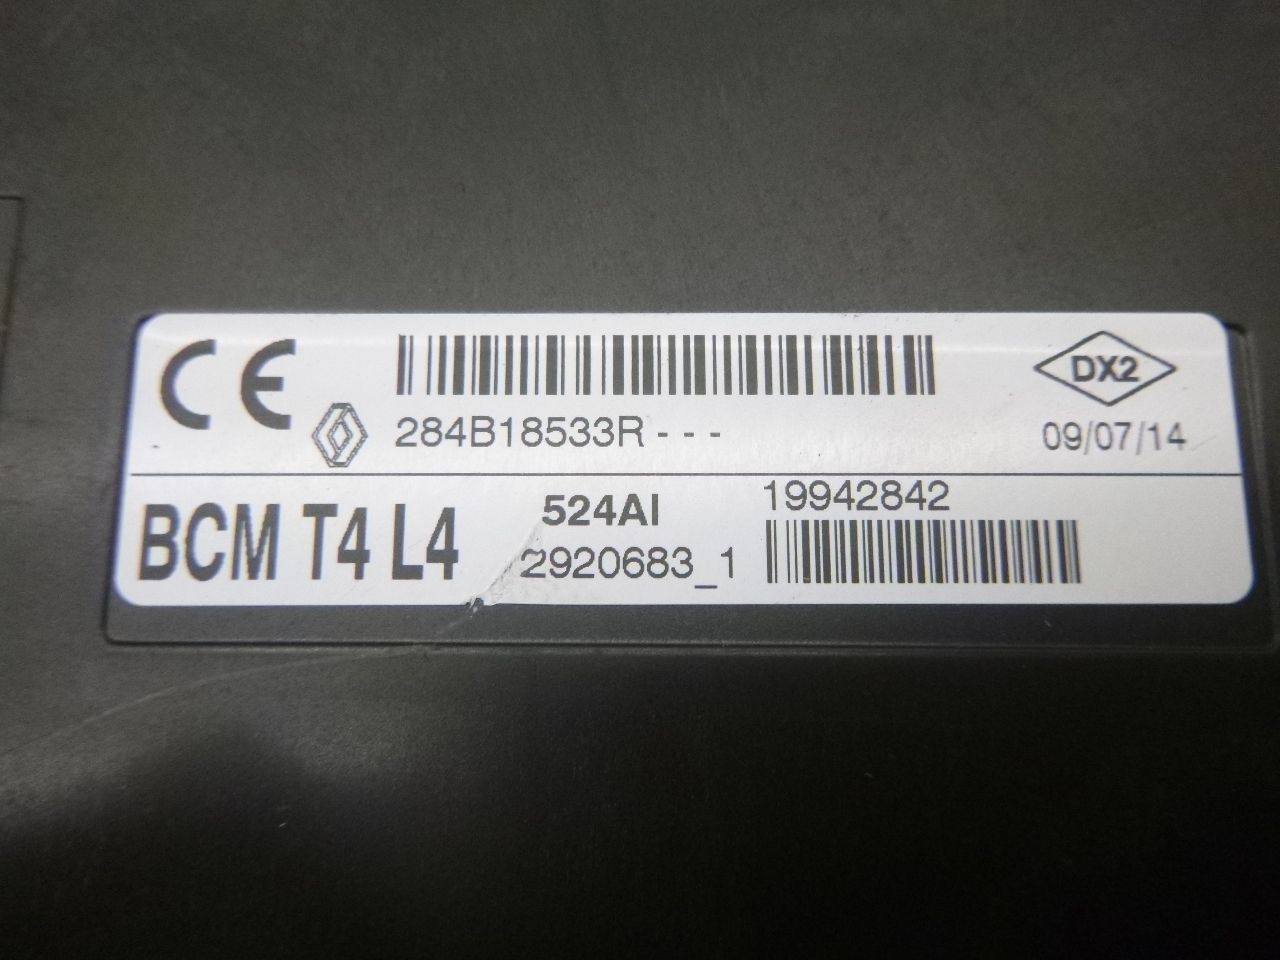 CE
284B18533R - - -
DX2
09/07/14
BCM T4 L4
524AI
2920683_1
19942842